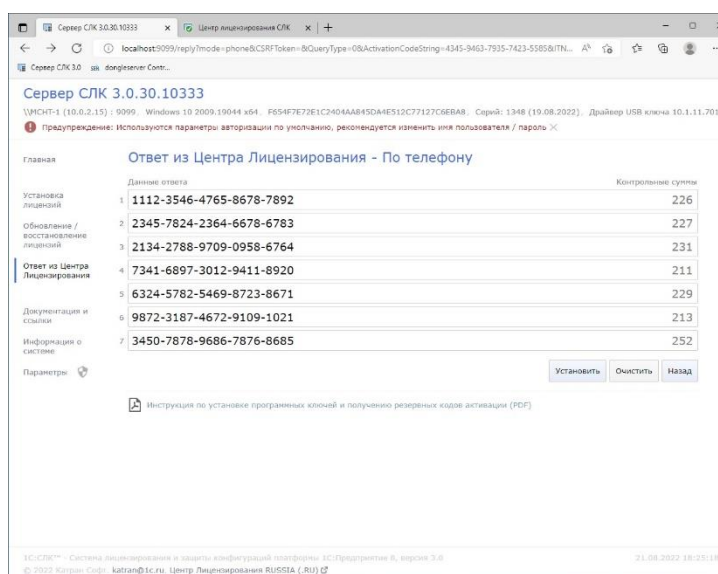 Сервер СЛК 3.0.30.10333
Центр лицензирования СЛК
localhost:9099/reply?mode=phone&CSRFToken=&QueryType=0&ActivationCodeString=4345-9463-7935-7423-5585&ITN...
Сервер СЛК 3.0
dongleserver Contr...
Сервер СЛК 3.0.30.10333
\\МСНТ-1 (10.0.2.15) : 9099, Windows 10 2009.19044 x64, Серий: 1348 (19.08.2022), Драйвер USB ключа 10.1.11.701
Предупреждение: Используются параметры авторизации по умолчанию, рекомендуется изменить имя пользователя / пароль
Главная
Установка
лицензий
Обновление /
восстановление
лицензий
Ответ из Центра
Лицензирования
Документация и
ссылки
Информация о
системе
Параметры
Ответ из Центра Лицензирования - По телефону
Данные ответа Контрольные суммы
1 1112-3546-4765-8678-7892 226
2 2345-7824-2364-6678-6783 227
3 2134-2788-9709-0958-6764 231
4 7341-6897-3012-9411-8920 211
5 6324-5782-5469-8723-8671 229
6 9872-3187-4672-9109-1021 213
7 3450-7878-9686-7876-8685 252
Установить Очистить Назад
Инструкция по установке программных ключей и получению резервных кодов активации (PDF)
1С:СЛК™ - Система лицензирования и защиты конфигураций платформы 1С:Предприятие 8, версия 3.0 21.08.2022 18:25:18
© 2022 Катран Софт, katran@1c.ru, Центр Лицензирования RUSSIA (.RU)